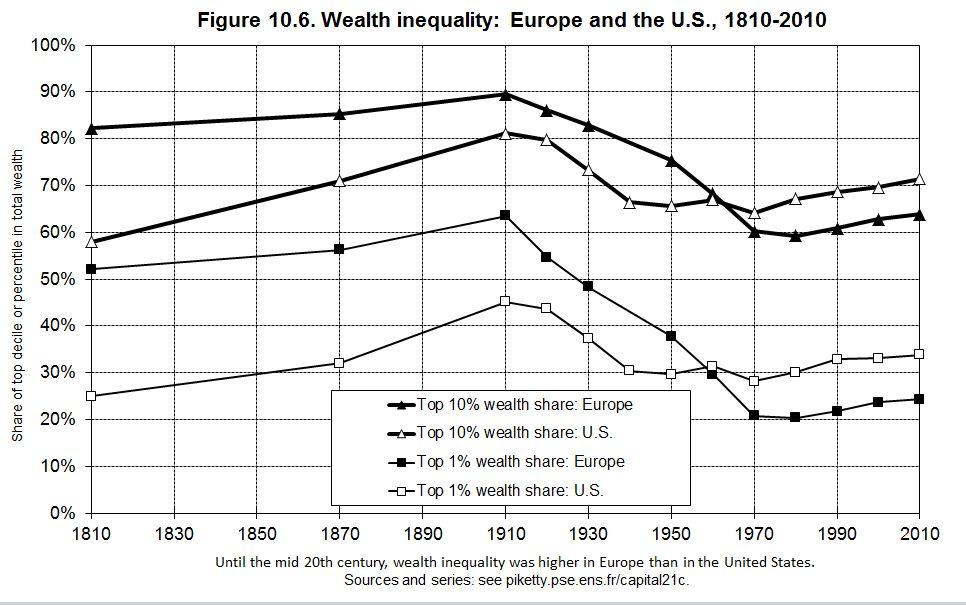 Figure 10.6. Wealth inequality: Europe and the U.S., 1810-2010
100%
90%
80%
70%
60%
50%
40%
30%
20%
10%
0%
Share of top decile or percentile in total wealth
Top 10% wealth share: Europe
Top 10% wealth share: U.S.
Top 1% wealth share: Europe
Top 1% wealth share: U.S.
1810 1830 1850 1870 1890 1910 1930 1950 1970 1990 2010
Until the mid 20th century, wealth inequality was higher in Europe than in the United States.
Sources and series: see piketty.pse.ens.fr/capital21c.